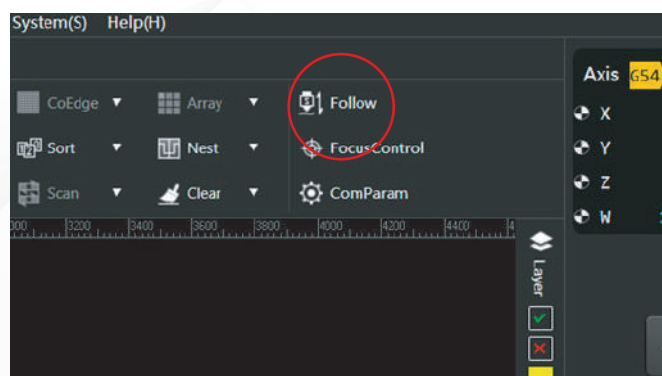 System(S) Help(H)
CoEdge Array Follow
Sort Nest FocusControl
Scan Clear ComParam
3200 3400 3600 3800 4000 4200 4400
Layer
Axis G54
X
Y
Z
W